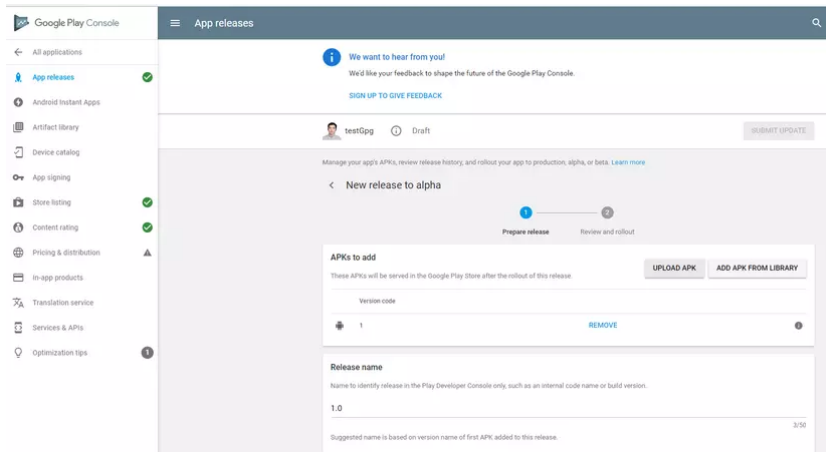 Google Play Console
App releases
All applications
App releases
Android Instant Apps
Artifact library
Device catalog
App signing
Store listing
Content rating
Pricing & distribution
In-app products
Translation service
Services & APIs
Optimization tips
1
We want to hear from you!
We'd like your feedback to shape the future of the Google Play Console.
SIGN UP TO GIVE FEEDBACK
testGpg Draft SUBMIT UPDATE
Manage your app's APKs, review release history, and rollout your app to production, alpha, or beta. Learn more
New release to alpha
1 2
Prepare release Review and rollout
APKs to add
These APKs will be served in the Google Play Store after the rollout of this release.
UPLOAD APK ADD APK FROM LIBRARY
Version code
1 REMOVE
Release name
Name to identify release in the Play Developer Console only, such as an internal code name or build version.
1.0
3/50
Suggested name is based on version name of first APK added to this release.